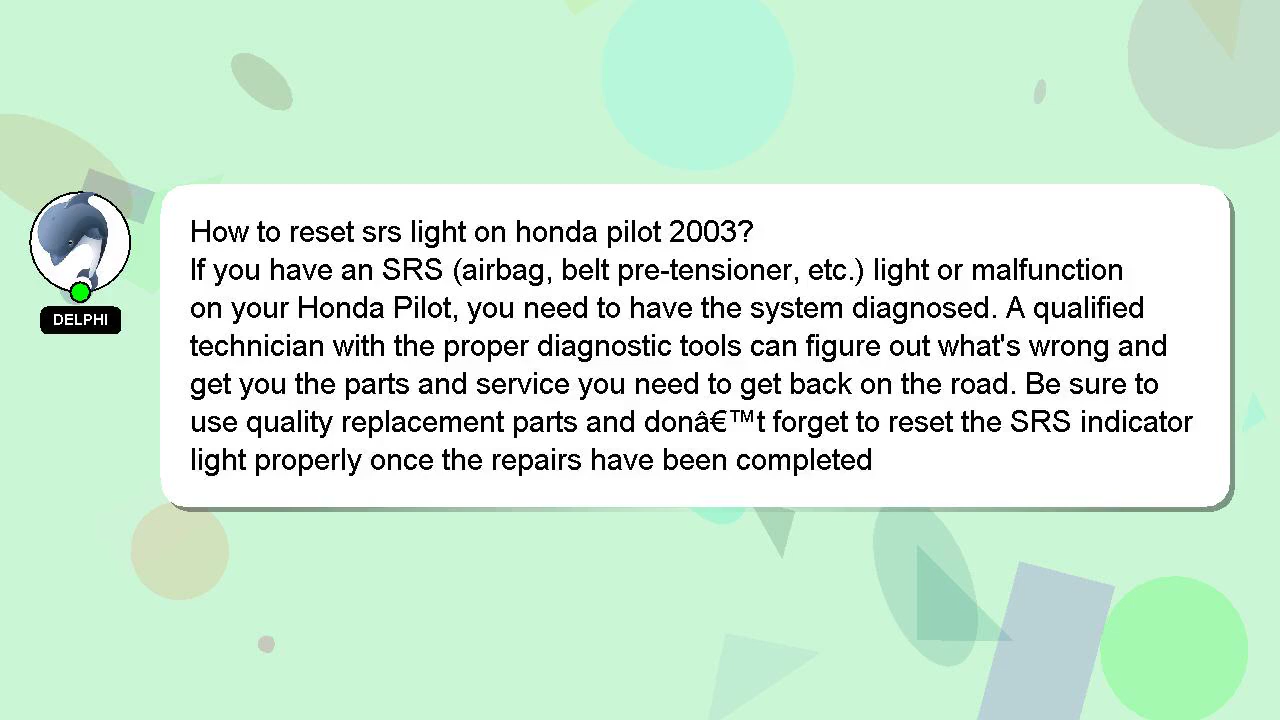 How to reset srs light on honda pilot 2003?
If you have an SRS (airbag, belt pre-tensioner, etc.) light or malfunction
on your Honda Pilot, you need to have the system diagnosed. A qualified
technician with the proper diagnostic tools can figure out what's wrong and
get you the parts and service you need to get back on the road. Be sure to
use quality replacement parts and donâ€™t forget to reset the SRS indicator
light properly once the repairs have been completed
DELPHI